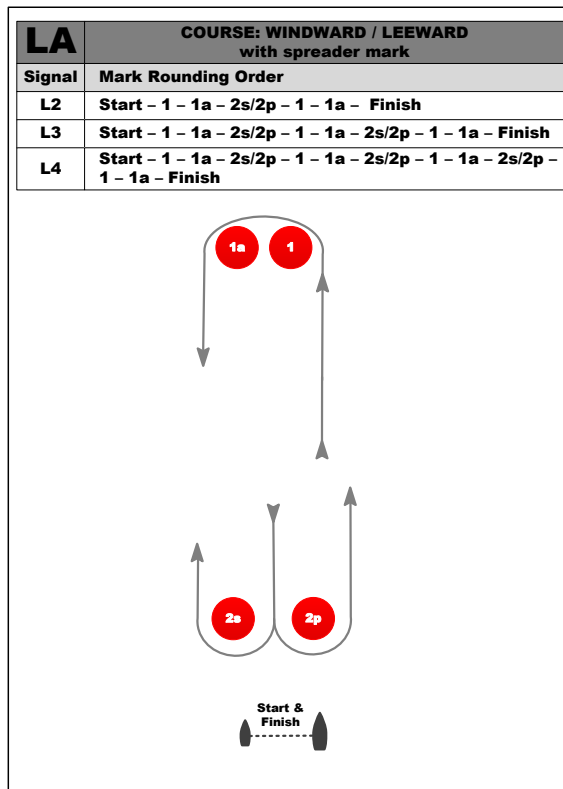 LA
COURSE: WINDWARD / LEEWARD
with spreader mark
Signal Mark Rounding Order
L2 Start – 1 – 1a – 2s/2p – 1 – 1a – Finish
L3 Start – 1 – 1a – 2s/2p – 1 – 1a – 2s/2p – 1 – 1a – Finish
L4 Start – 1 – 1a – 2s/2p – 1 – 1a – 2s/2p – 1 – 1a – 2s/2p –
1 – 1a – Finish
1a 1
2s 2p
Start &
Finish